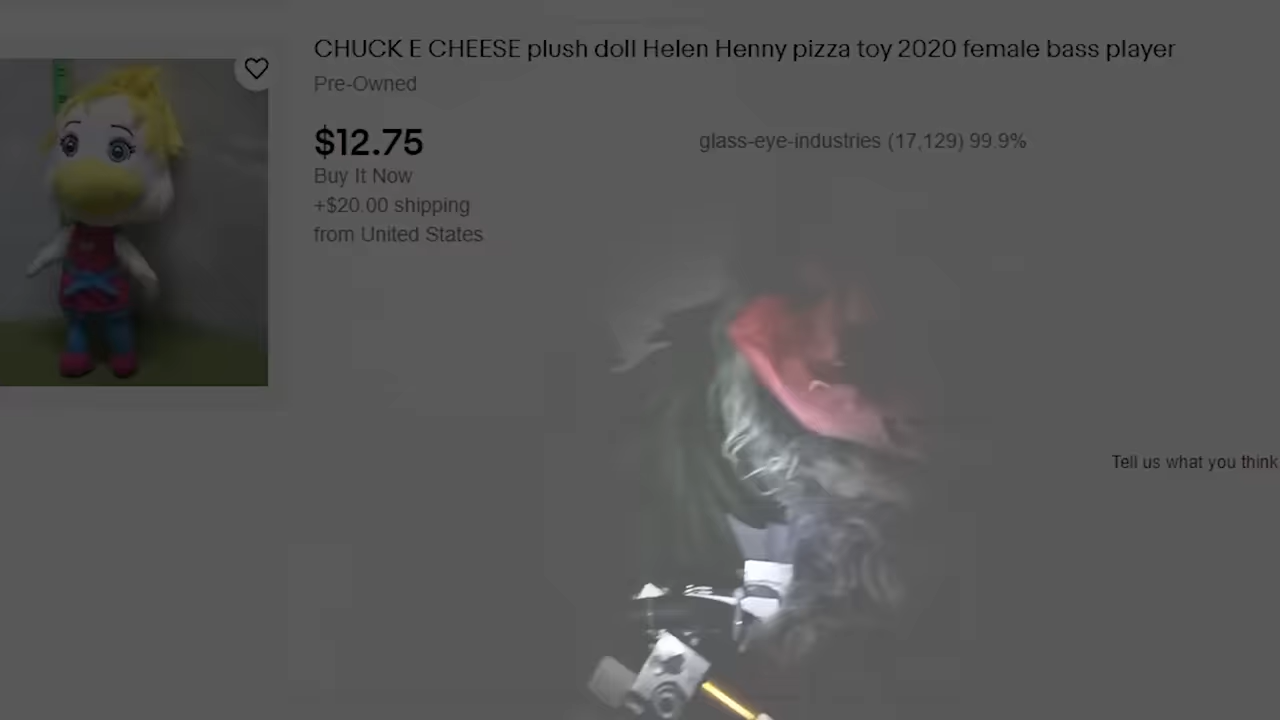 CHUCK E CHEESE plush doll Helen Henny pizza toy 2020 female bass player
Pre-Owned
$12.75
glass-eye-industries (17,129) 99.9%
Buy It Now
+$20.00 shipping
from United States
Tell us what you think